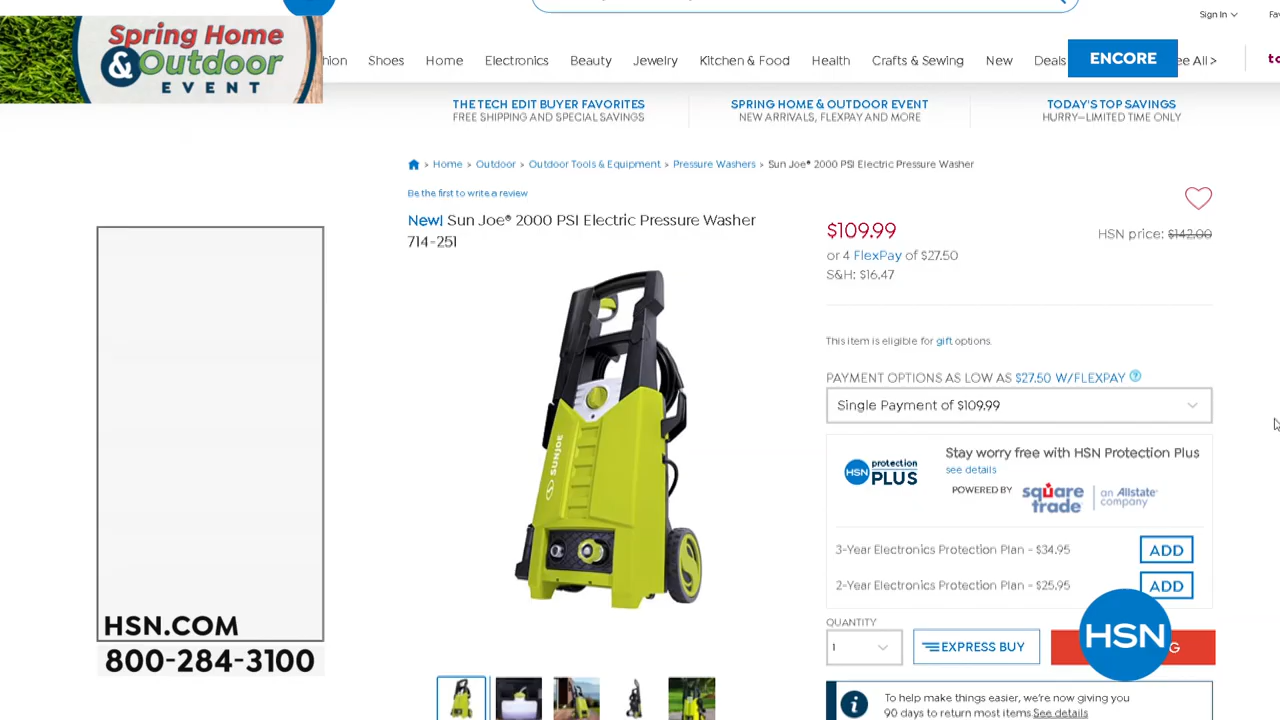 Spring Home
& Outdoor
EVENT
Sign In
Shoes
Home
Electronics
Beauty
Jewelry
Kitchen & Food
Health
Crafts & Sewing
New
Deals
ENCORE
All >
THE TECH EDIT BUYER FAVORITES
FREE SHIPPING AND SPECIAL SAVINGS
SPRING HOME & OUTDOOR EVENT
NEW ARRIVALS, FLEXPAY AND MORE
TODAY'S TOP SAVINGS
HURRY—LIMITED TIME ONLY
> Home > Outdoor > Outdoor Tools & Equipment > Pressure Washers > Sun Joe® 2000 PSI Electric Pressure Washer
Be the first to write a review
New! Sun Joe® 2000 PSI Electric Pressure Washer
714-251
SUNJOE
$109.99
HSN price: $142.00
or 4 FlexPay of $27.50
S&H: $16.47
This item is eligible for gift options.
PAYMENT OPTIONS AS LOW AS $27.50 W/FLEXPAY ?
Single Payment of $109.99
HSN protection PLUS
Stay worry free with HSN Protection Plus
see details
POWERED BY square trade | an Allstate company
3-Year Electronics Protection Plan - $34.95
ADD
2-Year Electronics Protection Plan - $25.95
ADD
QUANTITY
1
EXPRESS BUY
HSN
G
To help make things easier, we're now giving you
90 days to return most items. See details
HSN.COM
800-284-3100